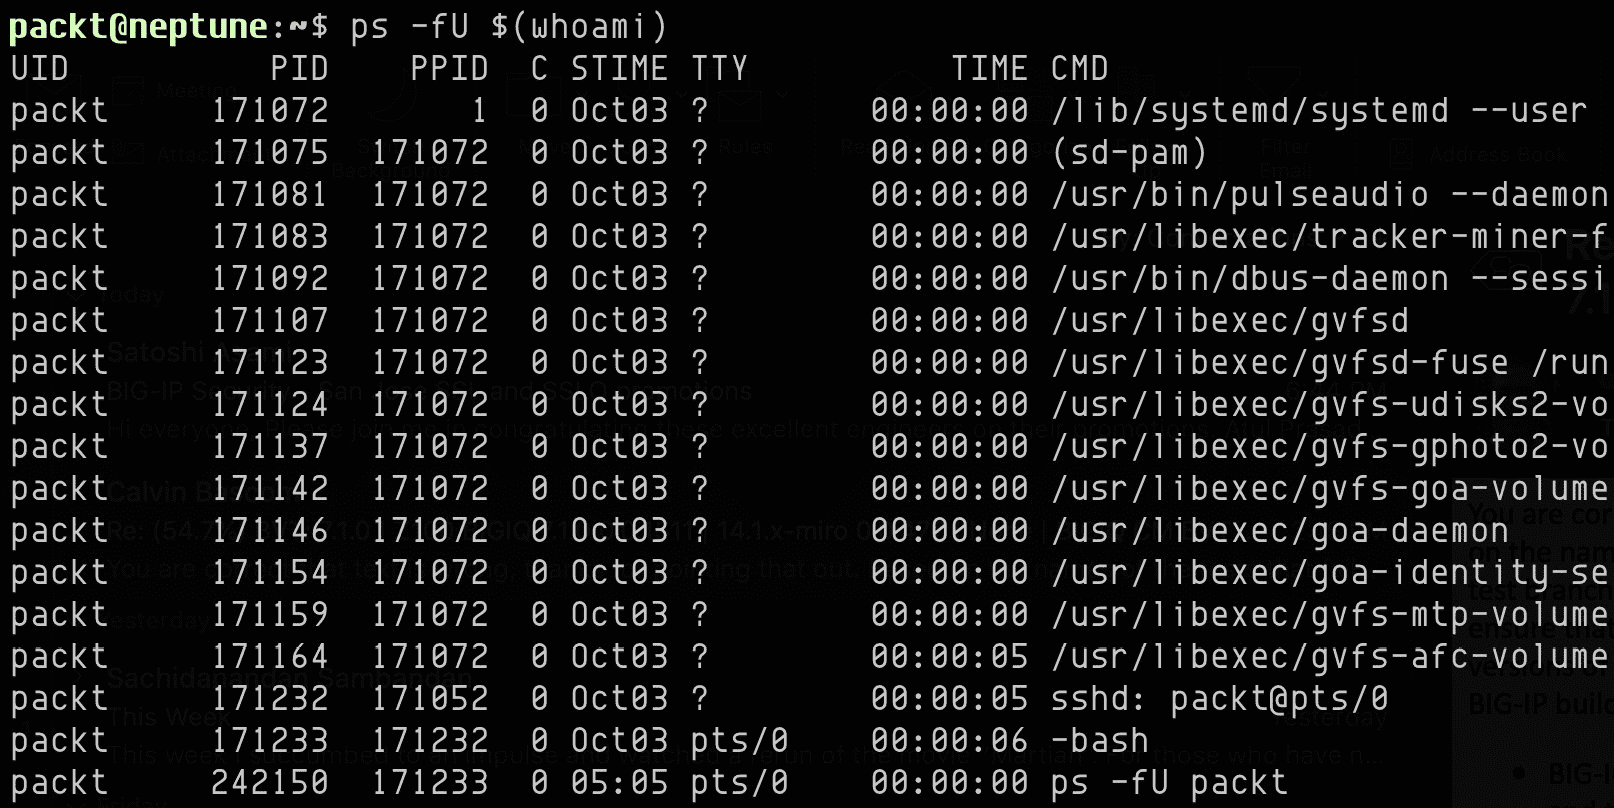 packt@neptune:~$ ps -fU $(whoami)
UID PID PPID C STIME TTY TIME CMD
packt 171072 1 0 Oct03 ? 00:00:00 /lib/systemd/systemd --user
packt 171075 171072 0 Oct03 ? 00:00:00 (sd-pam)
packt 171081 171072 0 Oct03 ? 00:00:00 /usr/bin/pulseaudio --daemon
packt 171083 171072 0 Oct03 ? 00:00:00 /usr/libexec/tracker-miner-f
packt 171092 171072 0 Oct03 ? 00:00:00 /usr/bin/dbus-daemon --sessi
packt 171107 171072 0 Oct03 ? 00:00:00 /usr/libexec/gvfsd
packt 171123 171072 0 Oct03 ? 00:00:00 /usr/libexec/gvfsd-fuse /run
packt 171124 171072 0 Oct03 ? 00:00:00 /usr/libexec/gvfs-udisks2-vo
packt 171137 171072 0 Oct03 ? 00:00:00 /usr/libexec/gvfs-gphoto2-vo
packt 171142 171072 0 Oct03 ? 00:00:00 /usr/libexec/gvfs-goa-volume
packt 171146 171072 0 Oct03 ? 00:00:00 /usr/libexec/goa-daemon
packt 171154 171072 0 Oct03 ? 00:00:00 /usr/libexec/goa-identity-se
packt 171159 171072 0 Oct03 ? 00:00:00 /usr/libexec/gvfs-mtp-volume
packt 171164 171072 0 Oct03 ? 00:00:05 /usr/libexec/gvfs-afc-volume
packt 171232 171052 0 Oct03 ? 00:00:05 sshd: packt@pts/0
packt 171233 171232 0 Oct03 pts/0 00:00:06 -bash
packt 242150 171233 0 05:05 pts/0 00:00:00 ps -fU packt